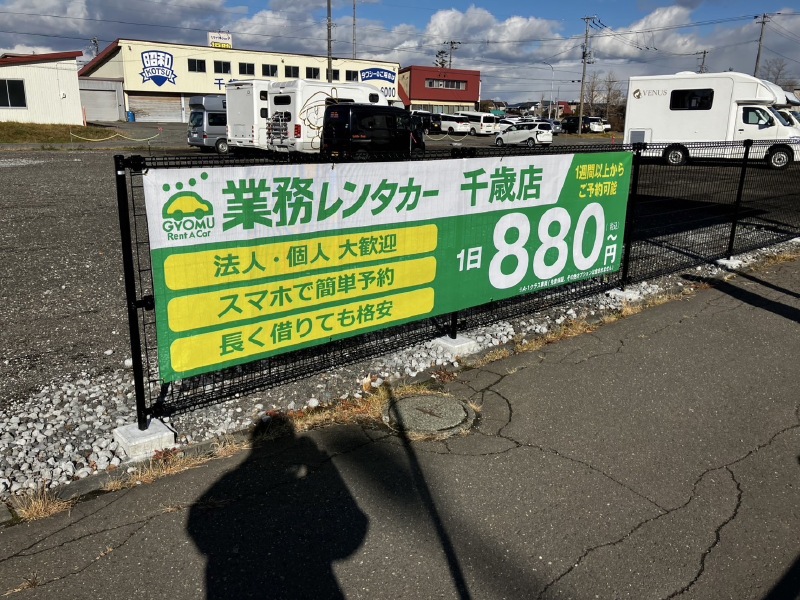 昭和
KOTSU
VENUS
GYOMU
Rent A Car
業務レンタカー 千歳店
1週間以上から
ご予約可能
法人・個人 大歓迎
スマホで簡単予約
長く借りても格安
1日880円〜
(税込)